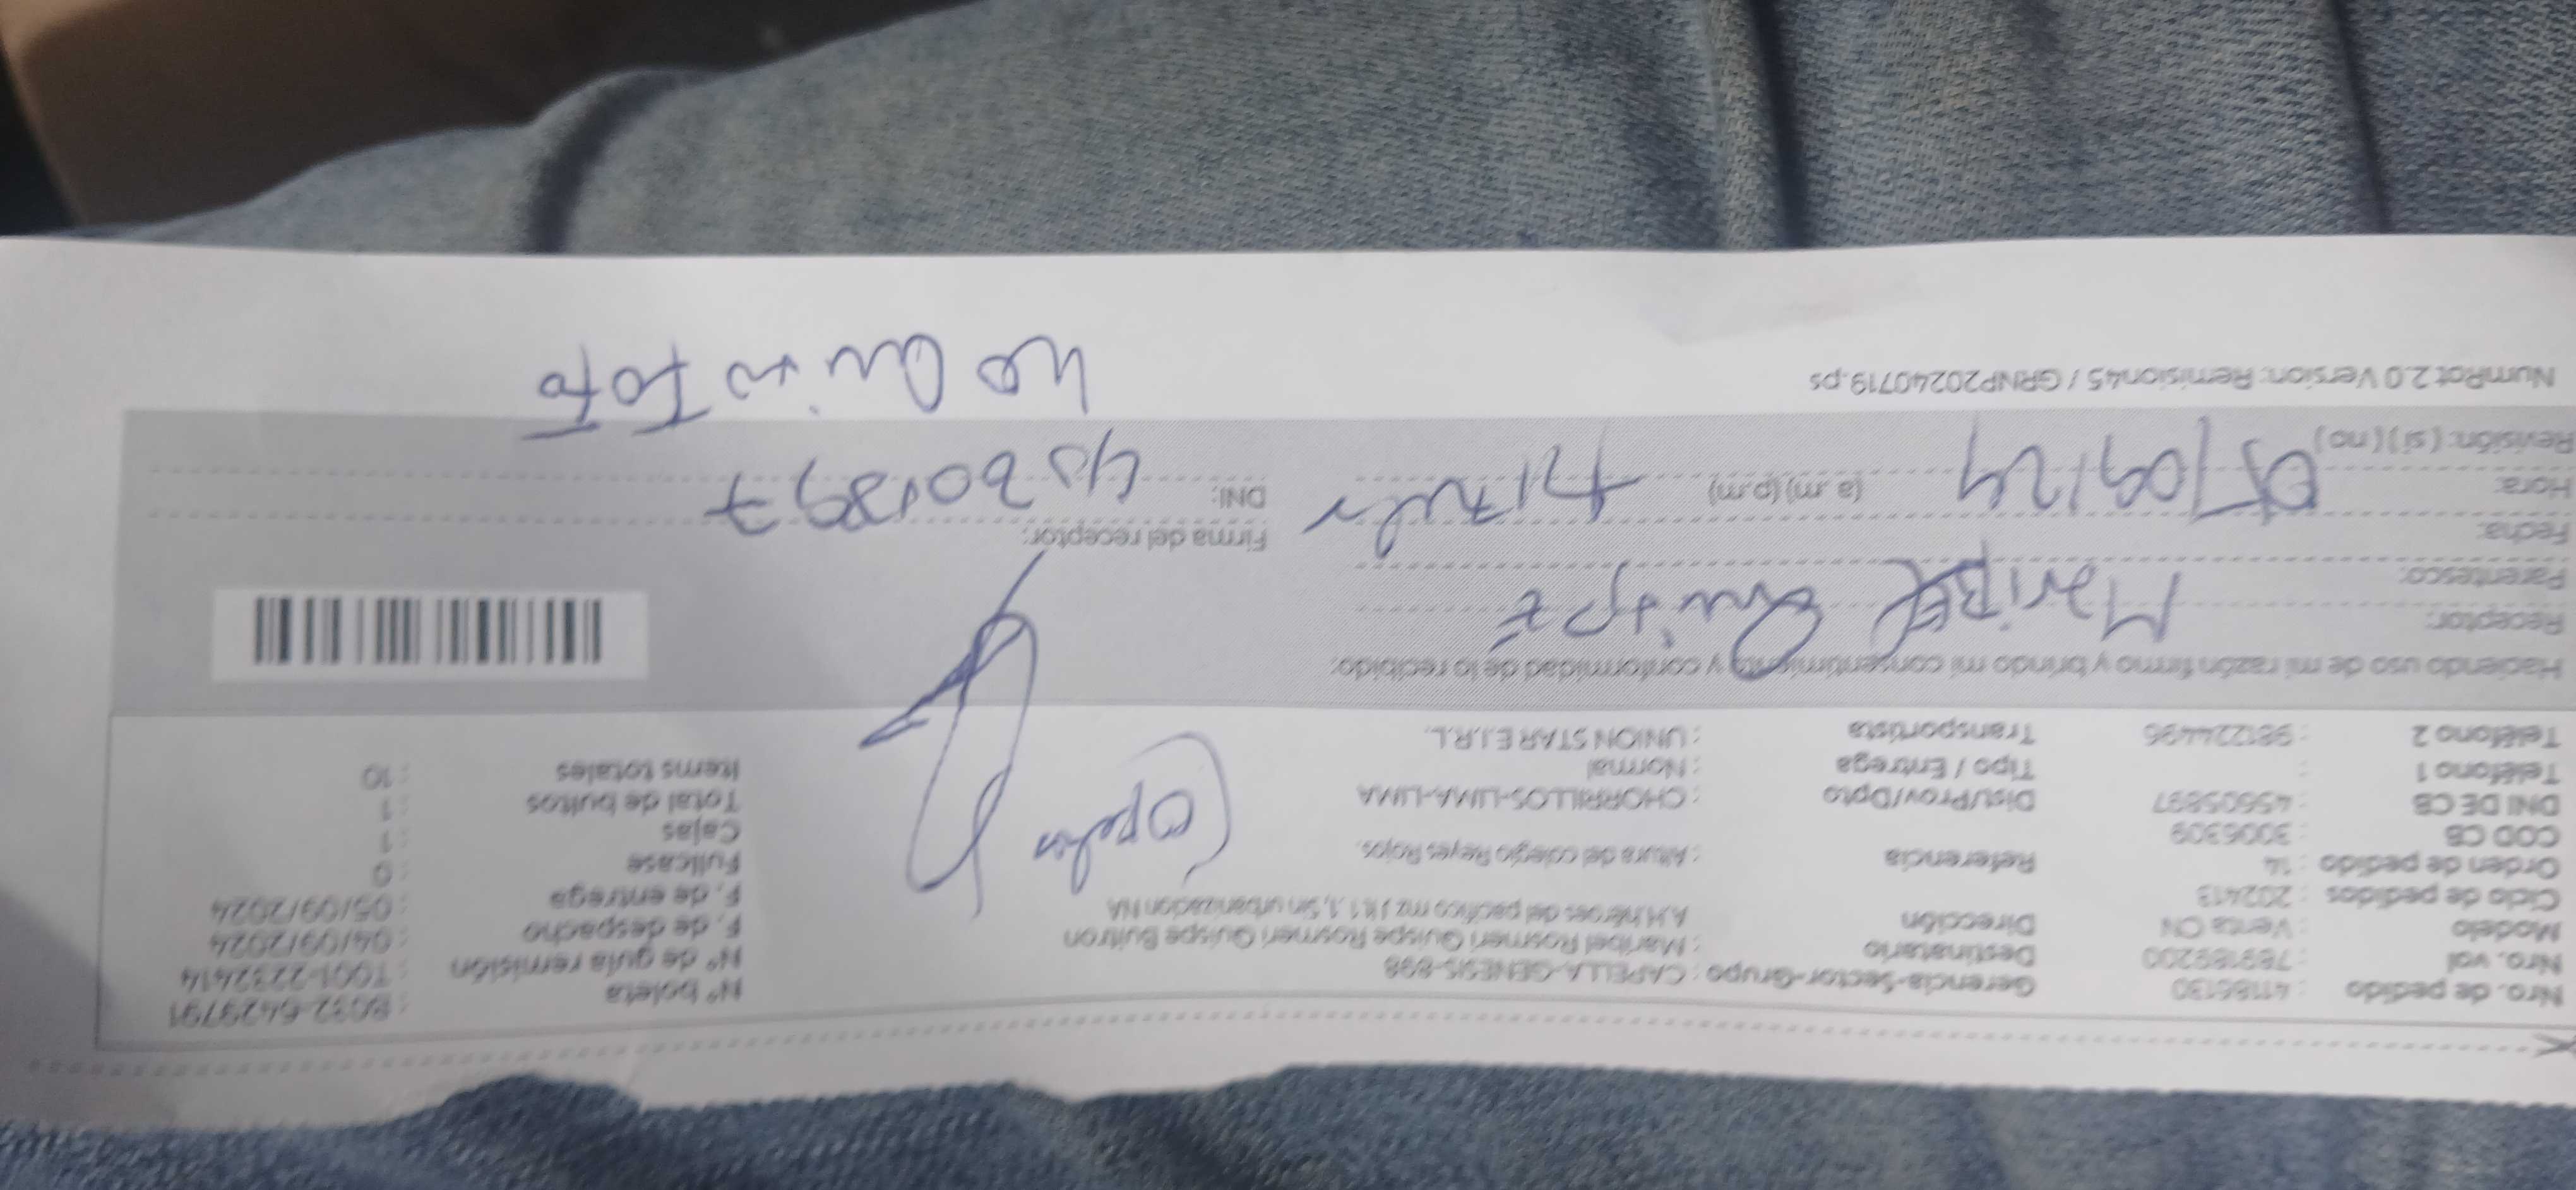 Nro. de pedido : 41186130 Gerencia-Sector-Grupo : CAPELLA-GENESIS-898 N° boleta : B032-6429791
Nro. vol : 789189200 Destinatario : Maribel Rosmeri Quispe Rosmeri Quispe Buitron N° de guía remisión : T001-2232414
Modelo : Venta CN Dirección A.H.héroes del pacífico mz j lt 1 ,1, Sin urbanizacion NA F. de despacho : 04/09/2024
Ciclo de pedidos : 202413 F. de entrega : 05/09/2024
Orden de pedido : 14 Referencia : Altura del colegio Reyes Rojos. Fullcase : 0
COD CB : 3006309 Cajas : 1
DNI DE CB : 45605897 Dist/Prov/Dpto : CHORRILLOS-LIMA-LIMA Total de bultos : 1
Teléfono 1 : Tipo / Entrega : Normal Items totales : 10
Teléfono 2 : 981224496 Transportista : UNION STAR E.I.R.L.
Haciendo uso de mi razón firmo y brindo mi consentimiento y conformidad de lo recibido:
Receptor: Maribel Quispe
Parentesco:
Fecha: Firma del receptor:
Hora: 05/09/24 (a.m) (p.m) Titular DNI:
Revisión: (si) (no)
NumRot 2.0 Version: Remision45 / GRNP20240719.ps
no Quiso Foto